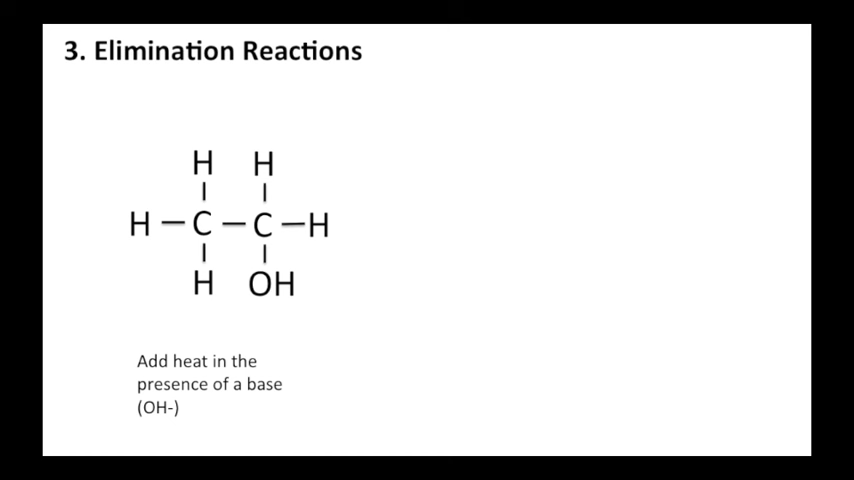 3. Elimination Reactions
H H
| |
H — C — C — H
| |
H OH
Add heat in the
presence of a base
(OH-)